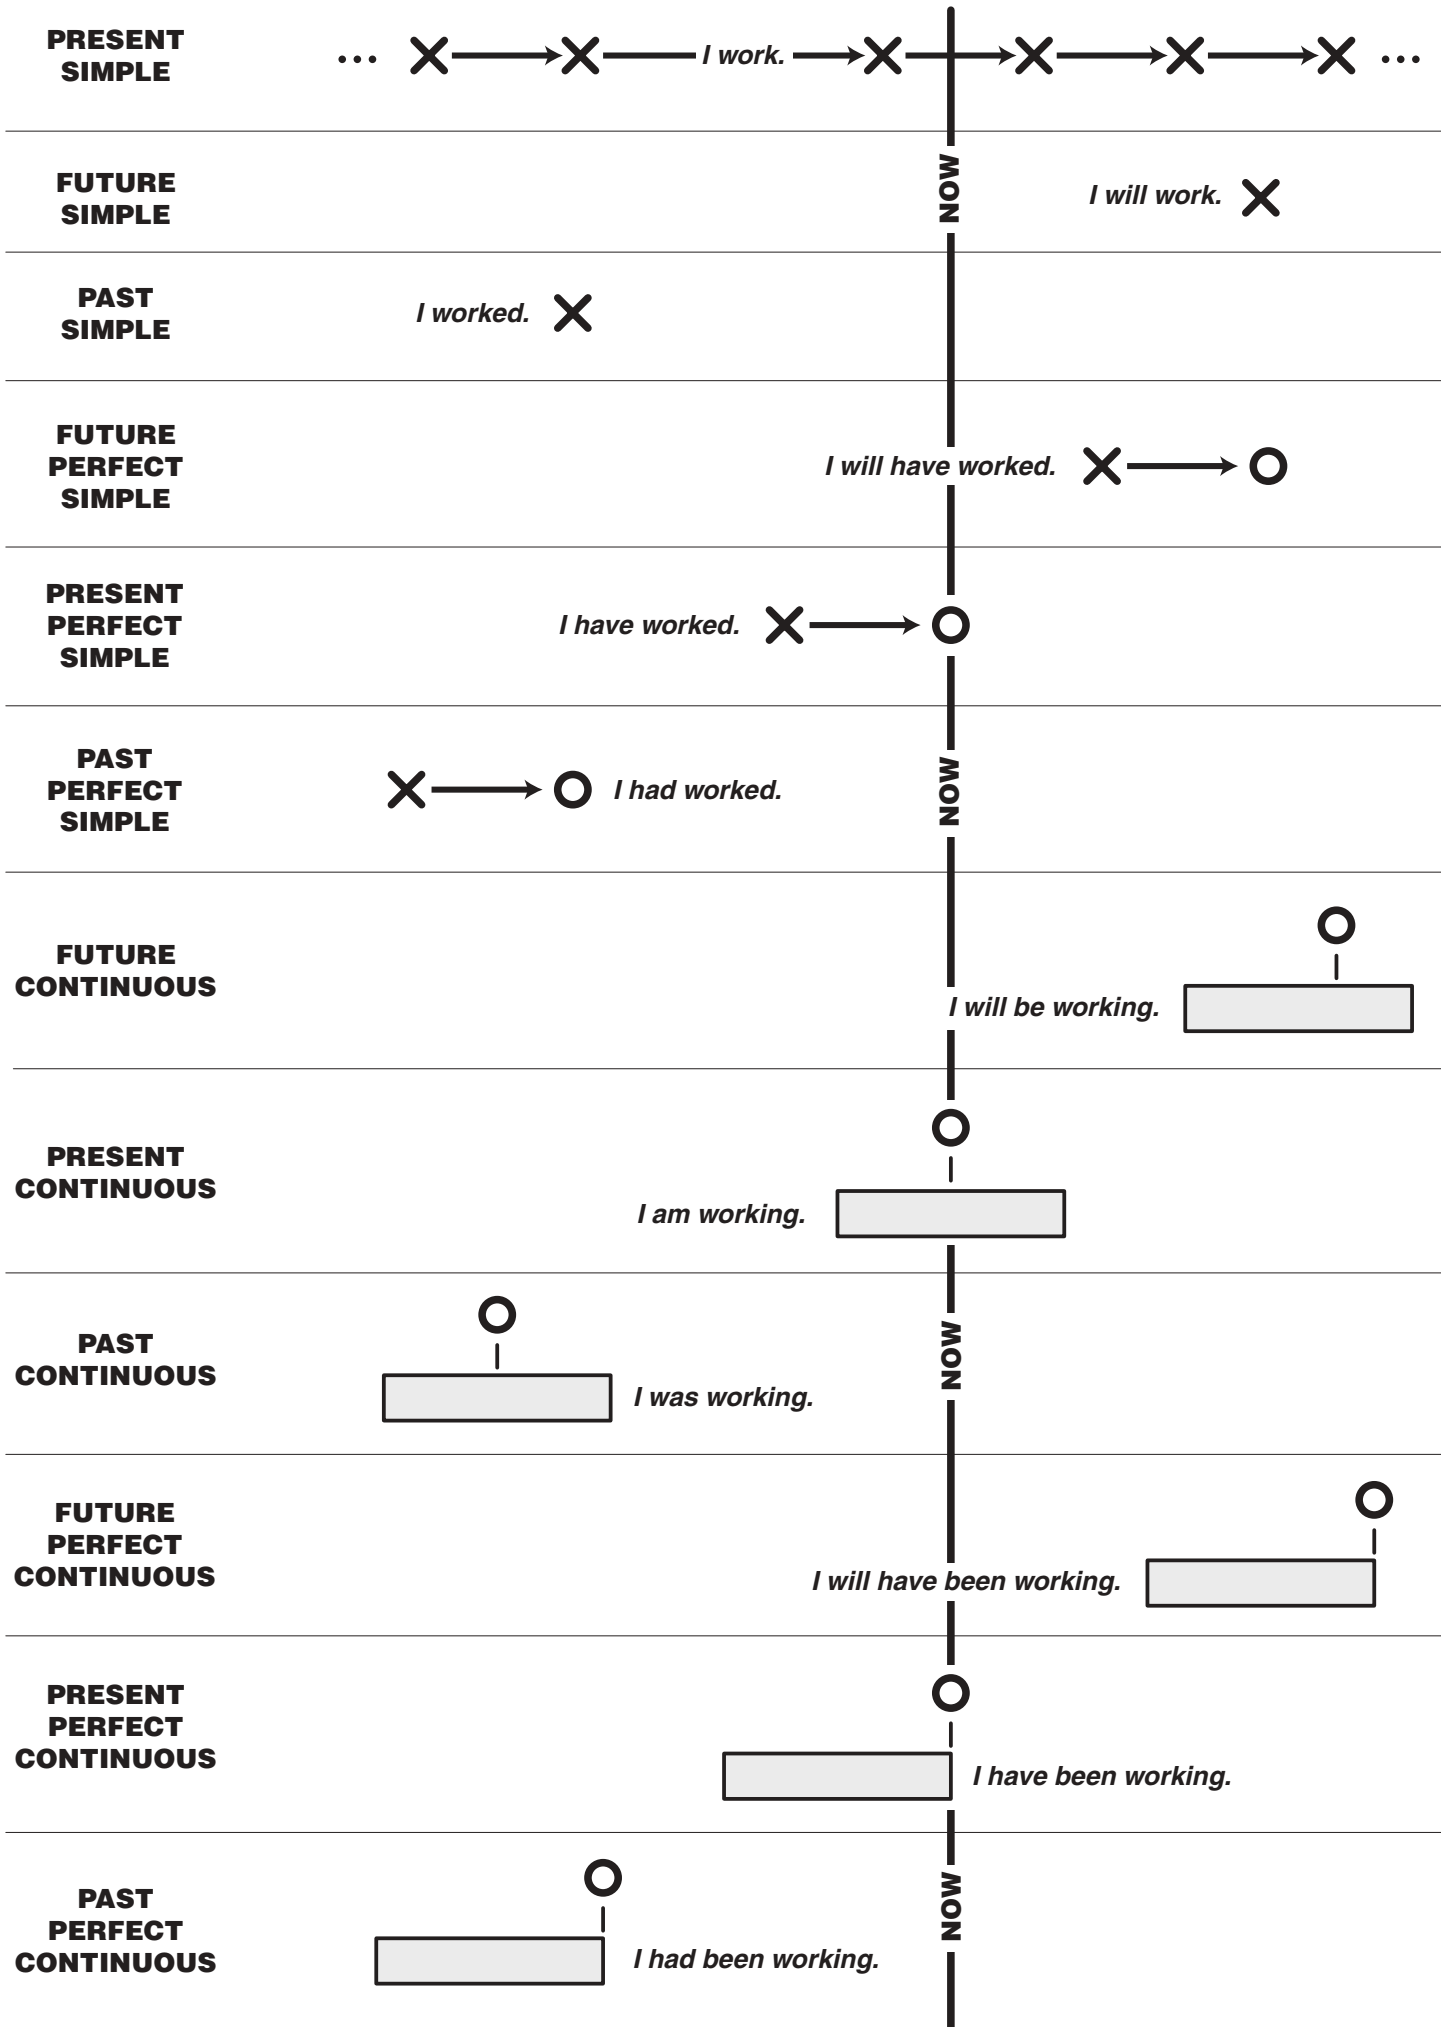 PRESENT
SIMPLE
... I work. ...
FUTURE
SIMPLE
NOW
I will work.
PAST
SIMPLE
I worked.
FUTURE
PERFECT
SIMPLE
I will have worked.
PRESENT
PERFECT
SIMPLE
I have worked.
PAST
PERFECT
SIMPLE
I had worked.
NOW
FUTURE
CONTINUOUS
I will be working.
PRESENT
CONTINUOUS
I am working.
PAST
CONTINUOUS
I was working.
NOW
FUTURE
PERFECT
CONTINUOUS
I will have been working.
PRESENT
PERFECT
CONTINUOUS
I have been working.
PAST
PERFECT
CONTINUOUS
I had been working.
NOW